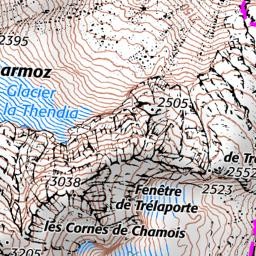 2395
armoz
Glacier
la Thendia
2505
de Tr
2552
3038
Fenêtre
2523
de Trélaporte
les Cornes de Chamois
3205